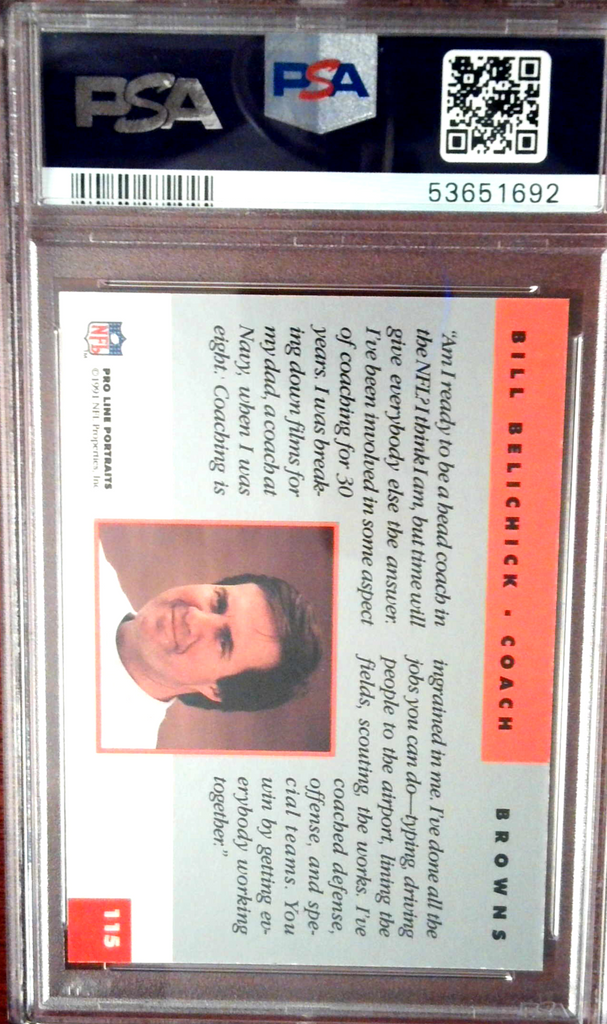 PSA
PSA
53651692
BILL BELICHICK · COACH BROWNS
"Am I ready to be a head coach in
the NFL? I think I am, but time will
give everybody else the answer.
I've been involved in some aspect
of coaching for 30
years. I was break-
ing down films for
my dad, a coach at
Navy, when I was
eight.' Coaching is
ingrained in me. I've done all the
jobs you can do—typing, driving
people to the airport, lining the
fields, scouting, the works. I've
coached defense,
offense, and spe-
cial teams. You
win by getting ev-
erybody working
together."
NFL
PRO LINE PORTRAITS
©1991 NFL Properties, Inc
115